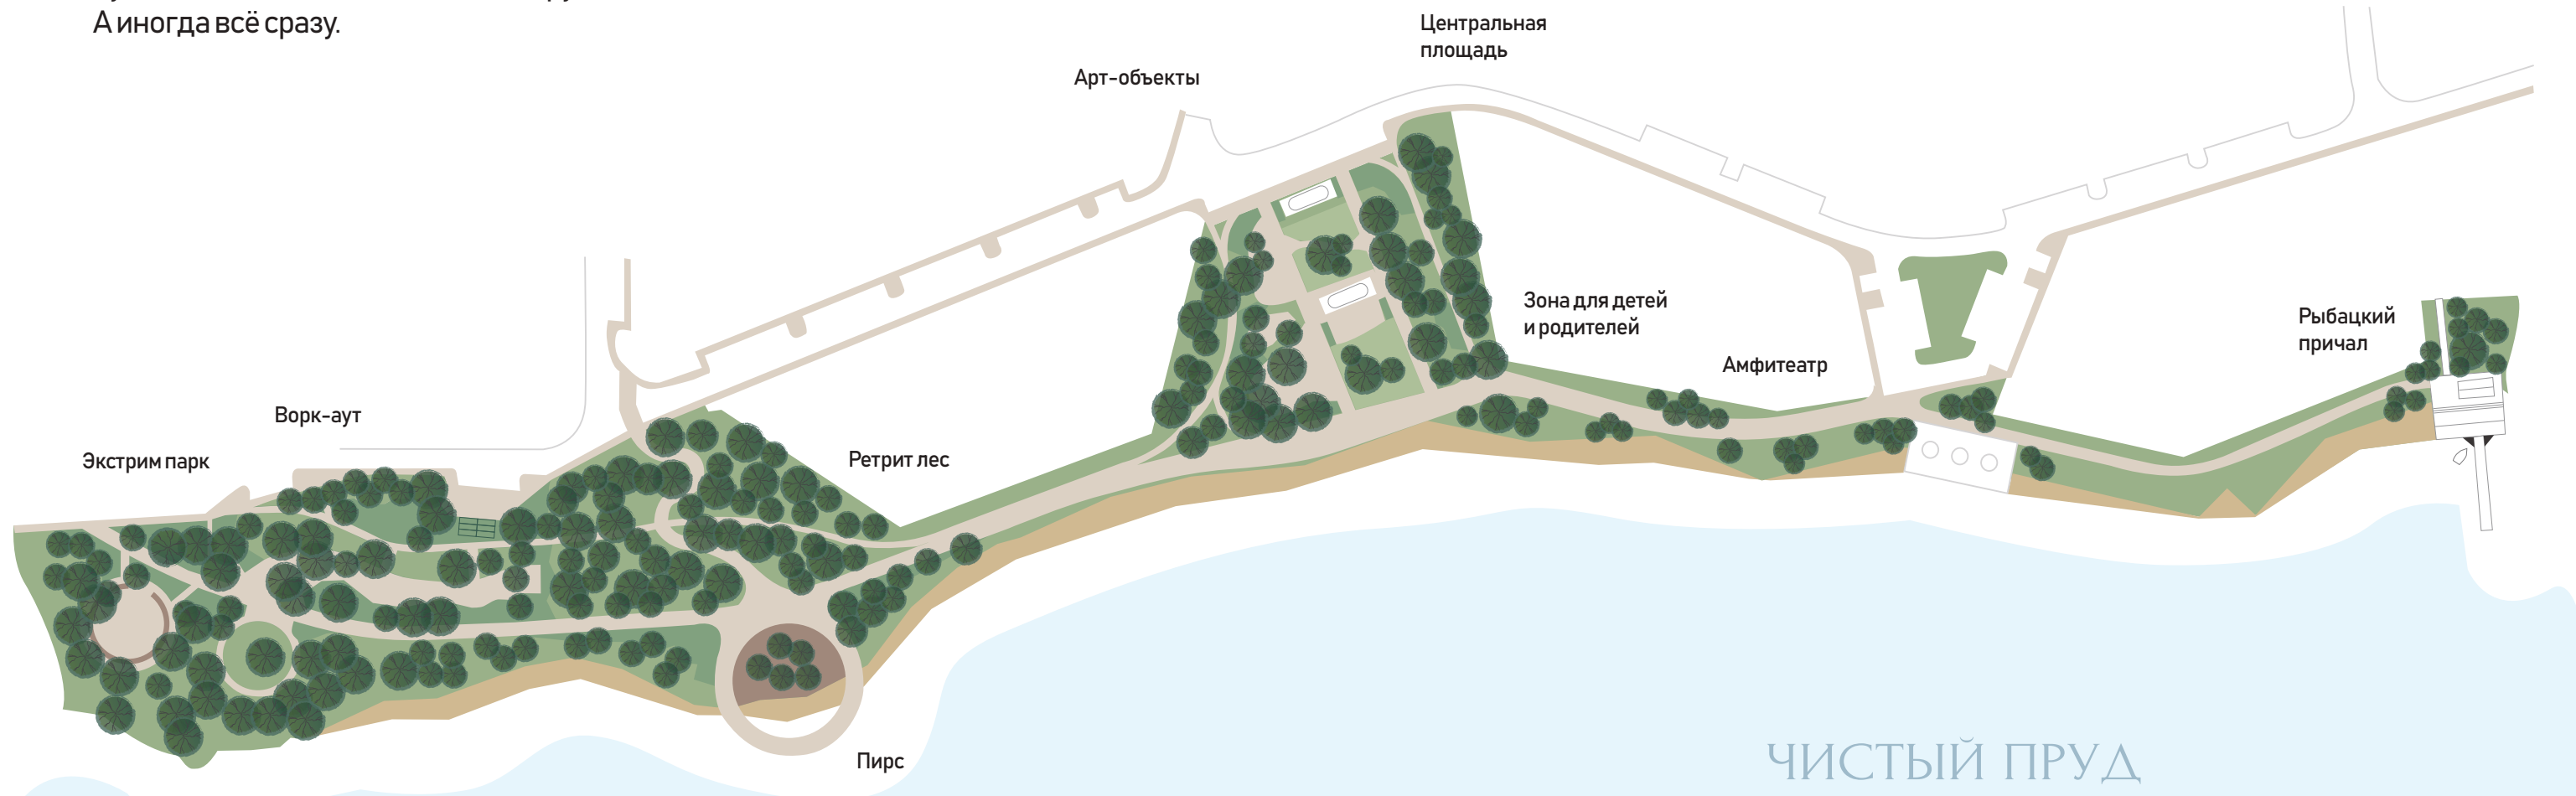 А иногда всё сразу.
Центральная
площадь
Арт-объекты
Зона для детей
и родителей
Рыбацкий
причал
Амфитеатр
Ворк-аут
Экстрим парк
Ретрит лес
Пирс
ЧИСТЫЙ ПРУД